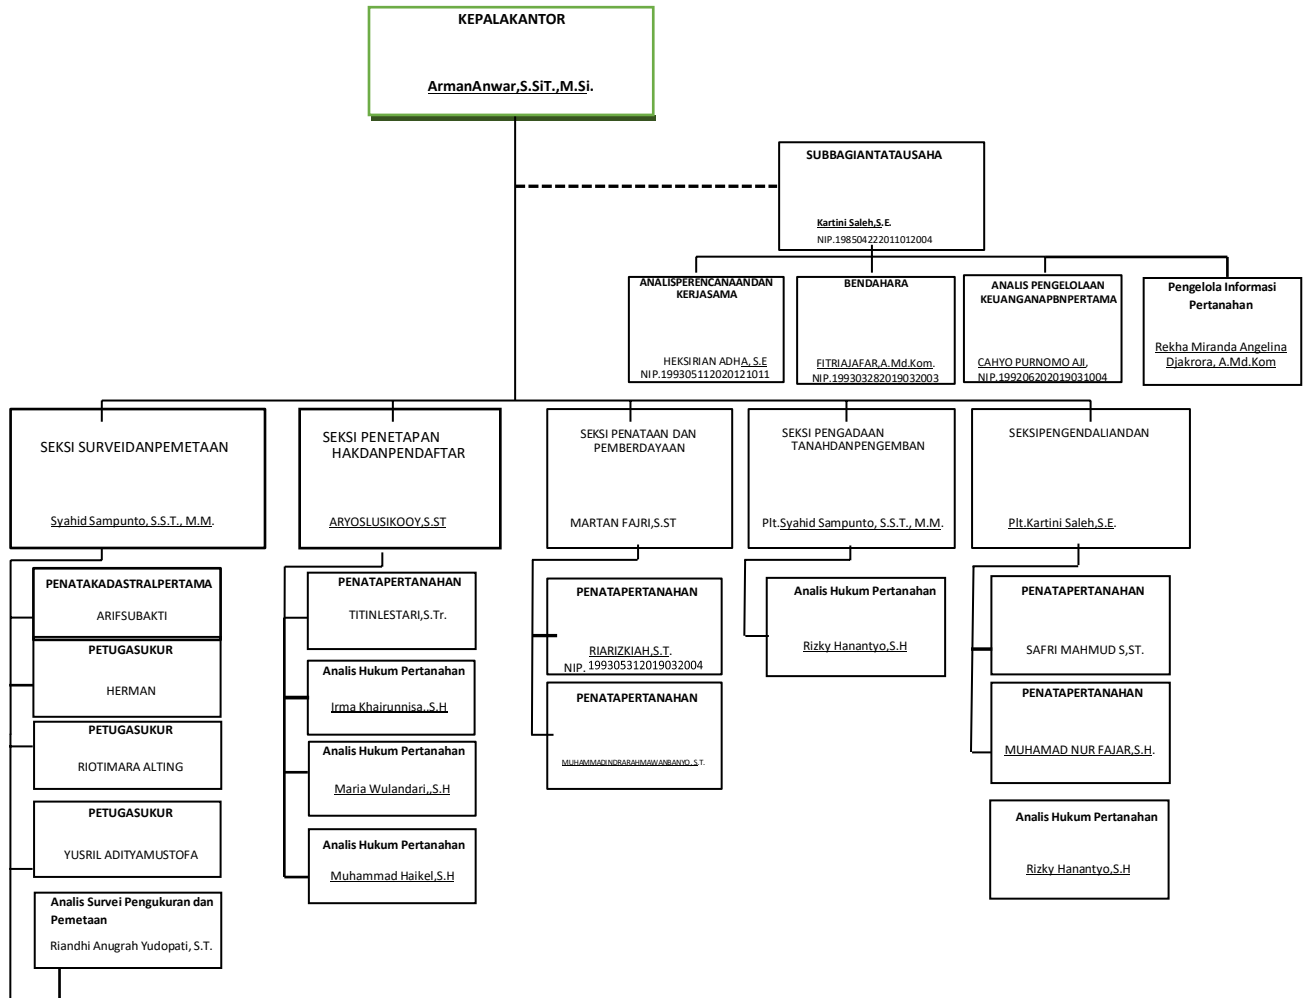 KEPALAKANTOR
ArmanAnwar,S.SiT.,M.Si.
SUBBAGIANTATAUSAHA
Kartini Saleh,S.E.
NIP.198504222011012004
ANALISPERENCANAANDAN
KERJASAMA
HEKSIRIAN ADHA, S.E
NIP.199305112020121011
BENDAHARA
FITRIAJAFAR,A.Md.Kom.
NIP.199303282019032003
ANALIS PENGELOLAAN
KEUANGANAPBNPERTAMA
CAHYO PURNOMO AJI,
NIP.199206202019031004
Pengelola Informasi
Pertanahan
Rekha Miranda Angelina
Djakrora, A.Md.Kom
SEKSI SURVEIDANPEMETAAN
Syahid Sampunto, S.S.T., M.M.
SEKSI PENETAPAN
HAKDANPENDAFTAR
ARYOSLUSIKOOY,S.ST
SEKSI PENATAAN DAN
PEMBERDAYAAN
MARTAN FAJRI,S.ST
SEKSI PENGADAAN
TANAHDANPENGEMBAN
Plt.Syahid Sampunto, S.S.T., M.M.
SEKSIPENGENDALIANDAN
Plt.Kartini Saleh,S.E.
PENATAKADASTRALPERTAMA
ARIFSUBAKTI
PETUGASUKUR
HERMAN
PETUGASUKUR
RIOTIMARA ALTING
PETUGASUKUR
YUSRIL ADITYAMUSTOFA
Analis Survei Pengukuran dan
Pemetaan
Riandhi Anugrah Yudopati, S.T.
PENATAPERTANAHAN
TITINLESTARI,S.Tr.
Analis Hukum Pertanahan
Irma Khairunnisa,.S.H
Analis Hukum Pertanahan
Maria Wulandari,,S.H
Analis Hukum Pertanahan
Muhammad Haikel,S.H
PENATAPERTANAHAN
RIARIZKIAH,S.T.
NIP. 199305312019032004
PENATAPERTANAHAN
MUHAMMADINDRARAHMAWANBANYO, S.T.
Analis Hukum Pertanahan
Rizky Hanantyo,S.H
PENATAPERTANAHAN
SAFRI MAHMUD S,ST.
PENATAPERTANAHAN
MUHAMAD NUR FAJAR,S.H.
Analis Hukum Pertanahan
Rizky Hanantyo,S.H